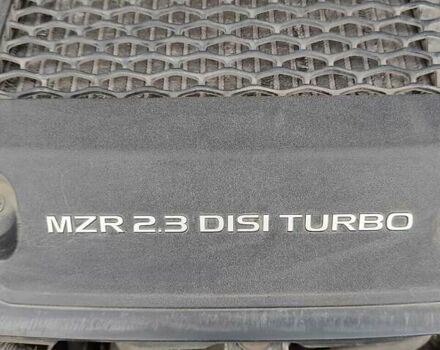 MZR 2.3 DISI TURBO